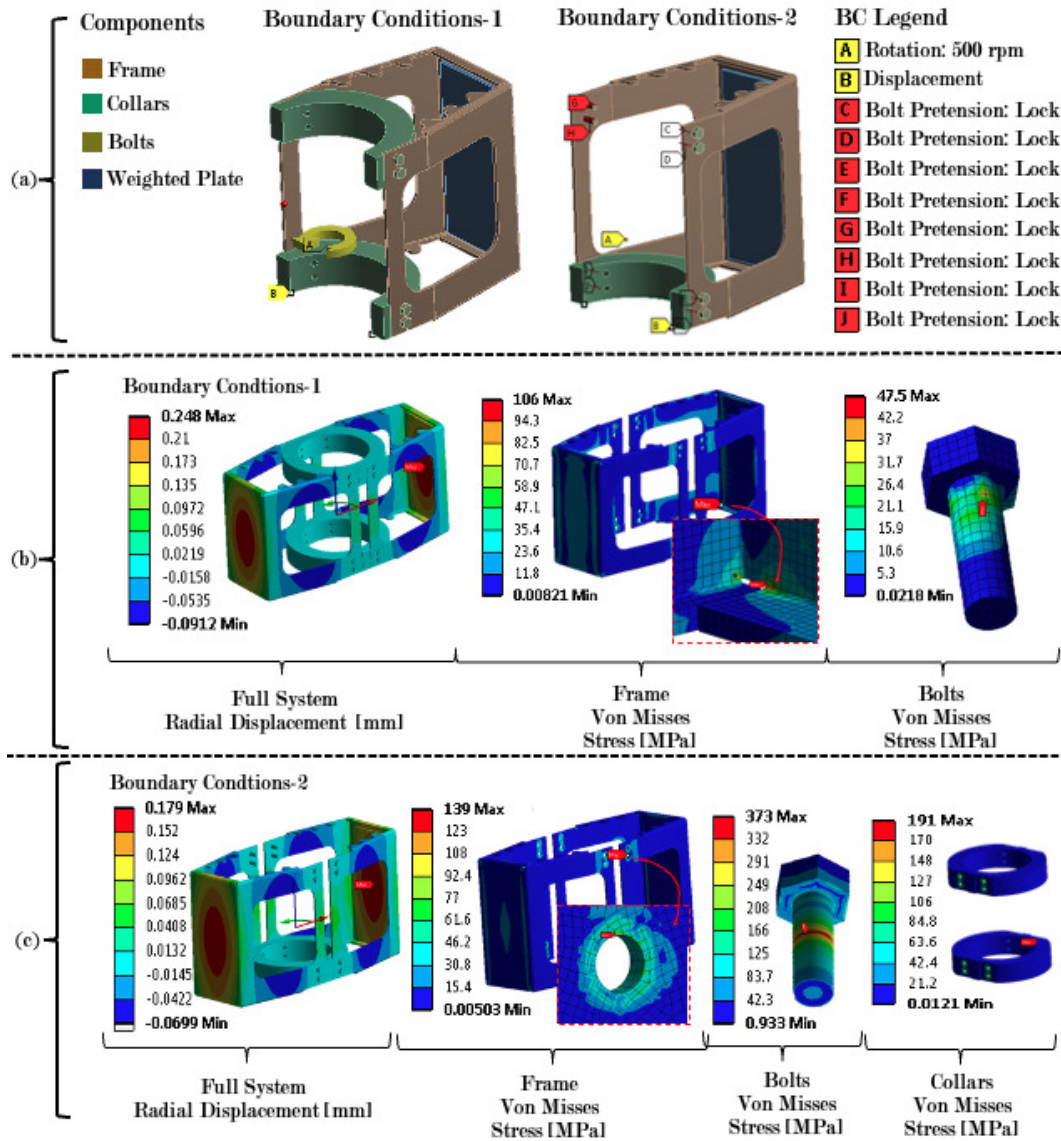 Components
Frame
Collars
Bolts
Weighted Plate
(a)
Boundary Conditions-1
A
B
Boundary Conditions-2
G
H
C
D
A
B
BC Legend
A Rotation: 500 rpm
B Displacement
C Bolt Pretension: Lock
D Bolt Pretension: Lock
E Bolt Pretension: Lock
F Bolt Pretension: Lock
G Bolt Pretension: Lock
H Bolt Pretension: Lock
I Bolt Pretension: Lock
J Bolt Pretension: Lock
(b)
Boundary Condtions-1
0.248 Max
0.21
0.173
0.135
0.0972
0.0596
0.0219
-0.0158
-0.0535
-0.0912 Min
Max
Full System
Radial Displacement [mm]
106 Max
94.3
82.5
70.7
58.9
47.1
35.4
23.6
11.8
0.00821 Min
Max
Frame
Von Misses
Stress [MPa]
47.5 Max
42.2
37
31.7
26.4
21.1
15.9
10.6
5.3
0.0218 Min
Bolts
Von Misses
Stress [MPa]
(c)
Boundary Condtions-2
0.179 Max
0.152
0.124
0.0962
0.0685
0.0408
0.0132
-0.0145
-0.0422
-0.0699 Min
Full System
Radial Displacement [mm]
139 Max
123
108
92.4
77
61.6
46.2
30.8
15.4
0.00503 Min
Max
Frame
Von Misses
Stress [MPa]
373 Max
332
291
249
208
166
125
83.7
42.3
0.933 Min
Bolts
Von Misses
Stress [MPa]
191 Max
170
148
127
106
84.8
63.6
42.4
21.2
0.0121 Min
Collars
Von Misses
Stress [MPa]